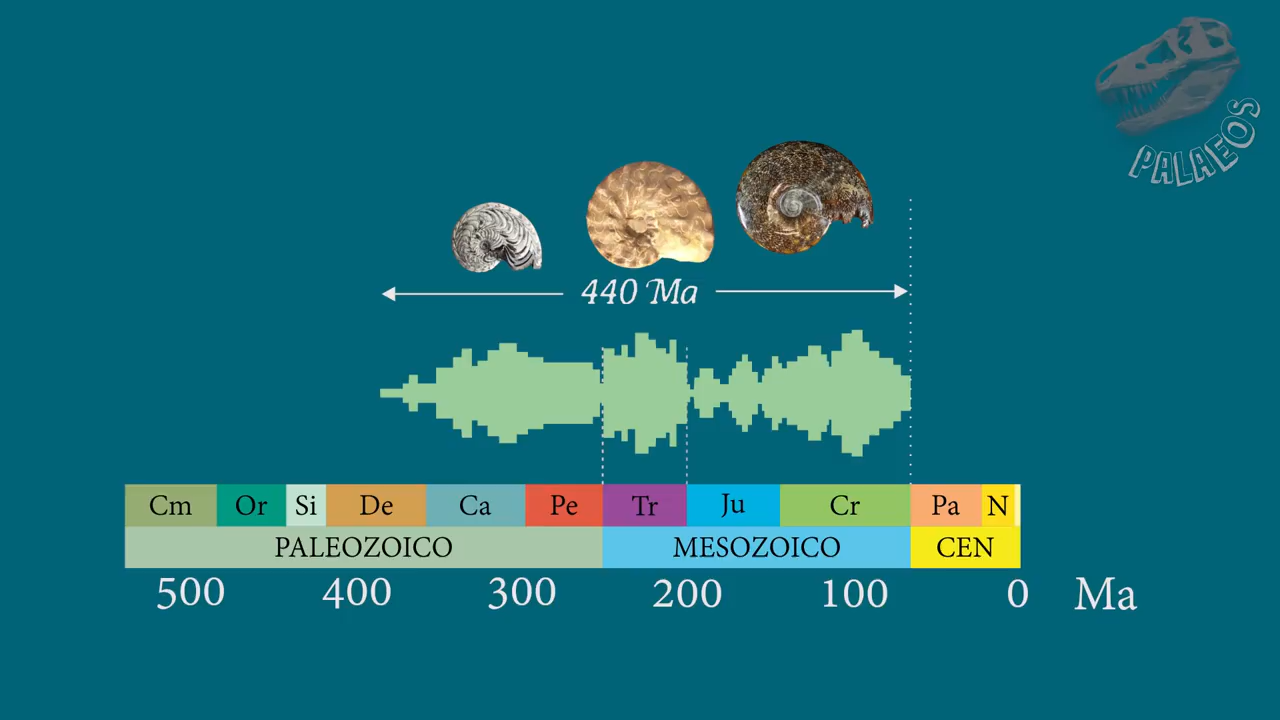 PALAEOS
440 Ma
Cm Or Si De Ca Pe Tr Ju Cr Pa N
PALEOZOICO MESOZOICO CEN
500 400 300 200 100 0 Ma